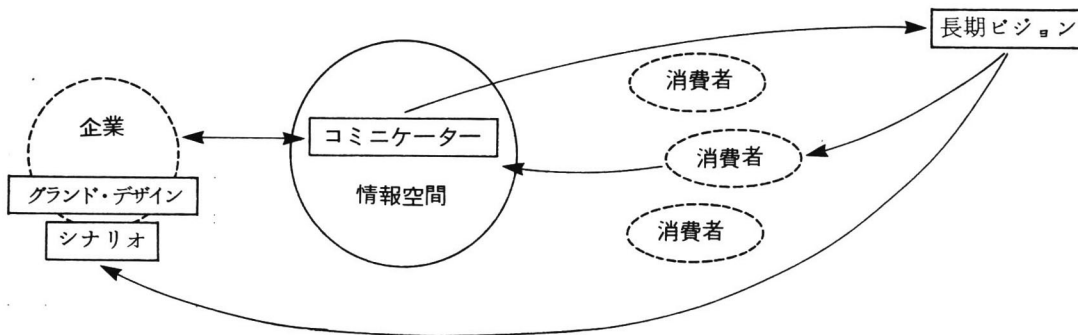 長期ビジョン
消費者
企業
コミニケーター
消費者
グランド・デザイン
情報空間
シナリオ
消費者